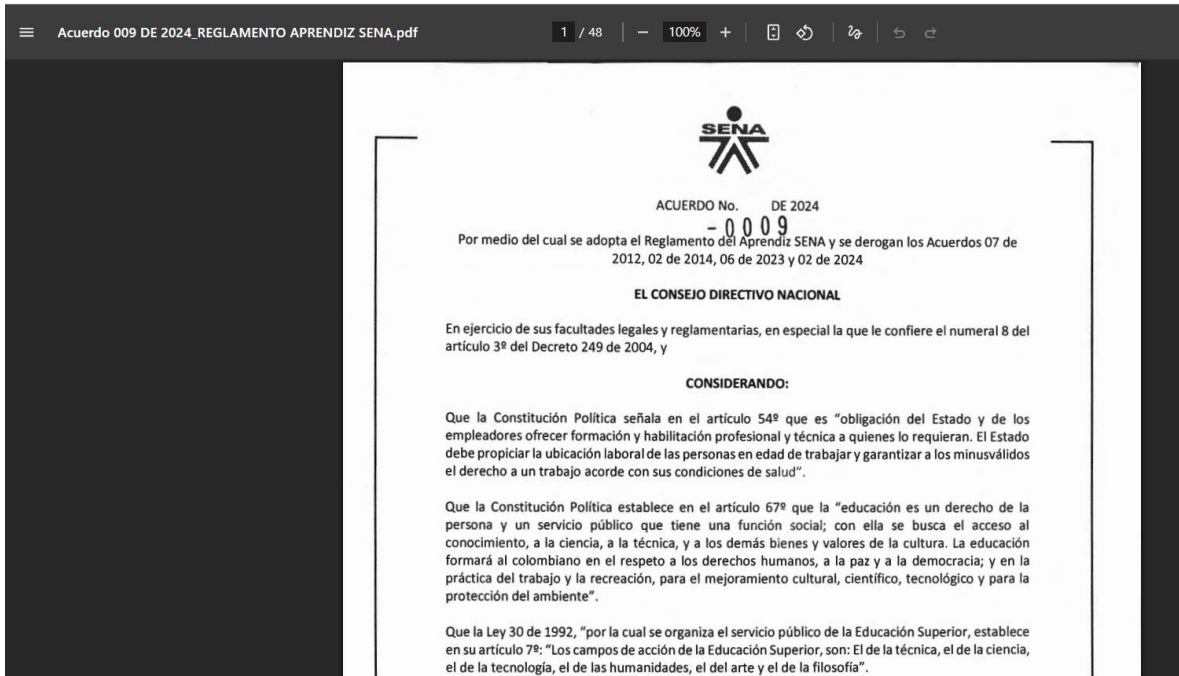 Acuerdo 009 DE 2024_REGLAMENTO APRENDIZ SENA.pdf
1 / 48
100%
SENA
ACUERDO No. DE 2024
- 0009
Por medio del cual se adopta el Reglamento del Aprendiz SENA y se derogan los Acuerdos 07 de
2012, 02 de 2014, 06 de 2023 y 02 de 2024
EL CONSEJO DIRECTIVO NACIONAL
En ejercicio de sus facultades legales y reglamentarias, en especial la que le confiere el numeral 8 del
artículo 3º del Decreto 249 de 2004, y
CONSIDERANDO:
Que la Constitución Política señala en el artículo 54º que es “obligación del Estado y de los
empleadores ofrecer formación y habilitación profesional y técnica a quienes lo requieran. El Estado
debe propiciar la ubicación laboral de las personas en edad de trabajar y garantizar a los minusválidos
el derecho a un trabajo acorde con sus condiciones de salud”.
Que la Constitución Política establece en el artículo 67º que la “educación es un derecho de la
persona y un servicio público que tiene una función social; con ella se busca el acceso al
conocimiento, a la ciencia, a la técnica, y a los demás bienes y valores de la cultura. La educación
formará al colombiano en el respeto a los derechos humanos, a la paz y a la democracia; y en la
práctica del trabajo y la recreación, para el mejoramiento cultural, científico, tecnológico y para la
protección del ambiente”.
Que la Ley 30 de 1992, “por la cual se organiza el servicio público de la Educación Superior, establece
en su artículo 7º: “Los campos de acción de la Educación Superior, son: El de la técnica, el de la ciencia,
el de la tecnología, el de las humanidades, el del arte y el de la filosofía”.